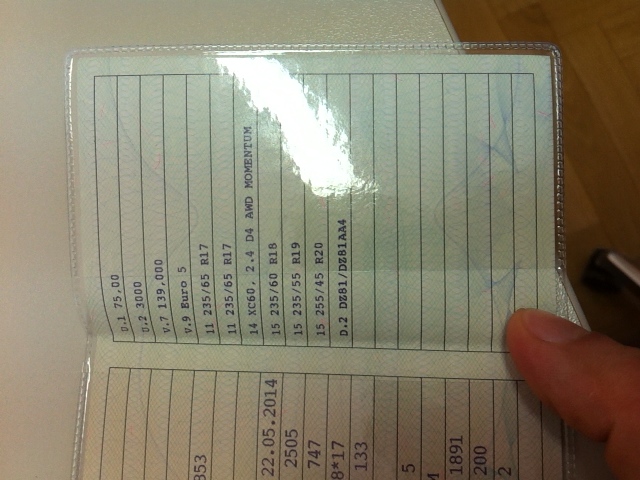 853
22.05.2014
2505
747
8*17
133
5
M
1891
200
2
U.1 75,00
U.2 3000
V.7 139,000
V.9 Euro 5
11 235/65 R17
11 235/65 R17
14 XC60, 2.4 D4 AWD MOMENTUM
15 235/60 R18
15 235/55 R19
15 255/45 R20
D.2 DZ81/DZ81AA4